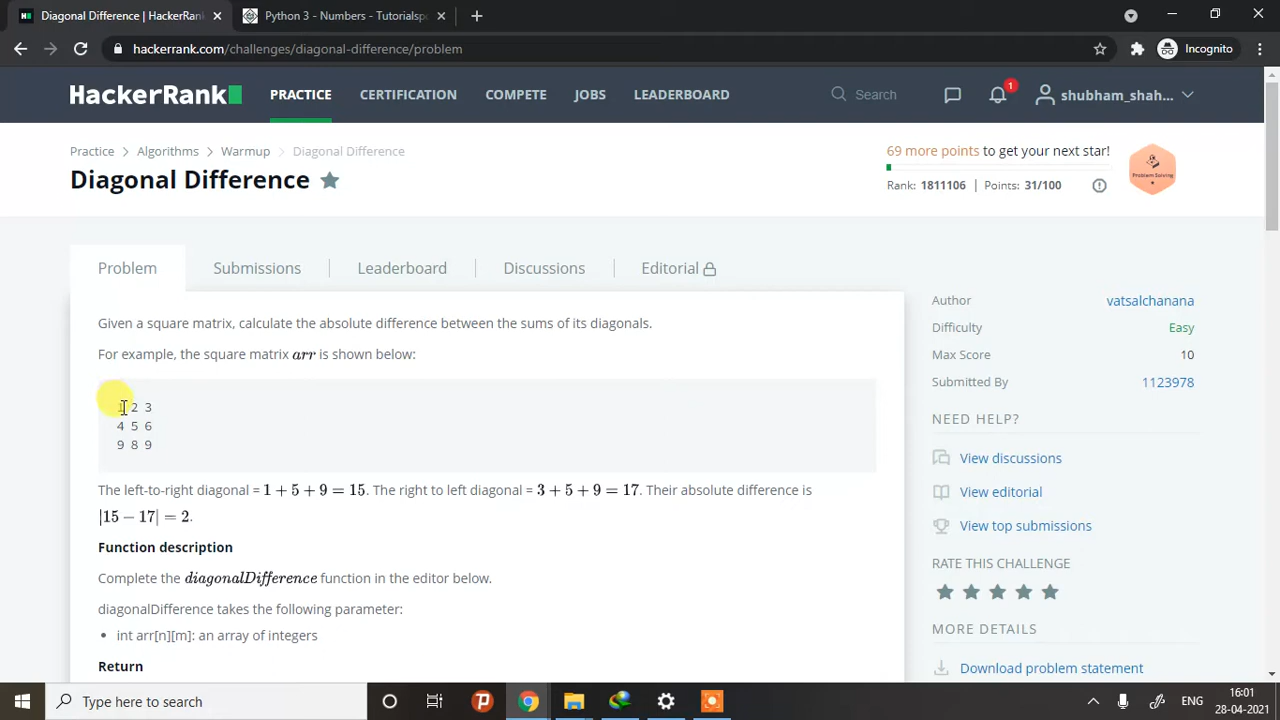 Diagonal Difference | HackerRank
Python 3 - Numbers - Tutorialspo
hackerrank.com/challenges/diagonal-difference/problem
Incognito
HackerRank
PRACTICE
CERTIFICATION
COMPETE
JOBS
LEADERBOARD
Search
1
shubham_shah...
Practice
Algorithms
Warmup
Diagonal Difference
69 more points to get your next star!
Diagonal Difference
Rank: 1811106 | Points: 31/100
Problem Solving
Problem
Submissions
Leaderboard
Discussions
Editorial
Given a square matrix, calculate the absolute difference between the sums of its diagonals.
For example, the square matrix arr is shown below:
1 2 3
4 5 6
9 8 9
The left-to-right diagonal = 1 + 5 + 9 = 15. The right to left diagonal = 3 + 5 + 9 = 17. Their absolute difference is
|15 − 17| = 2.
Function description
Complete the diagonalDifference function in the editor below.
diagonalDifference takes the following parameter:
• int arr[n][m]: an array of integers
Return
Author vatsalchanana
Difficulty Easy
Max Score 10
Submitted By 1123978
NEED HELP?
View discussions
View editorial
View top submissions
RATE THIS CHALLENGE
MORE DETAILS
Download problem statement
Type here to search
ENG
16:01
28-04-2021